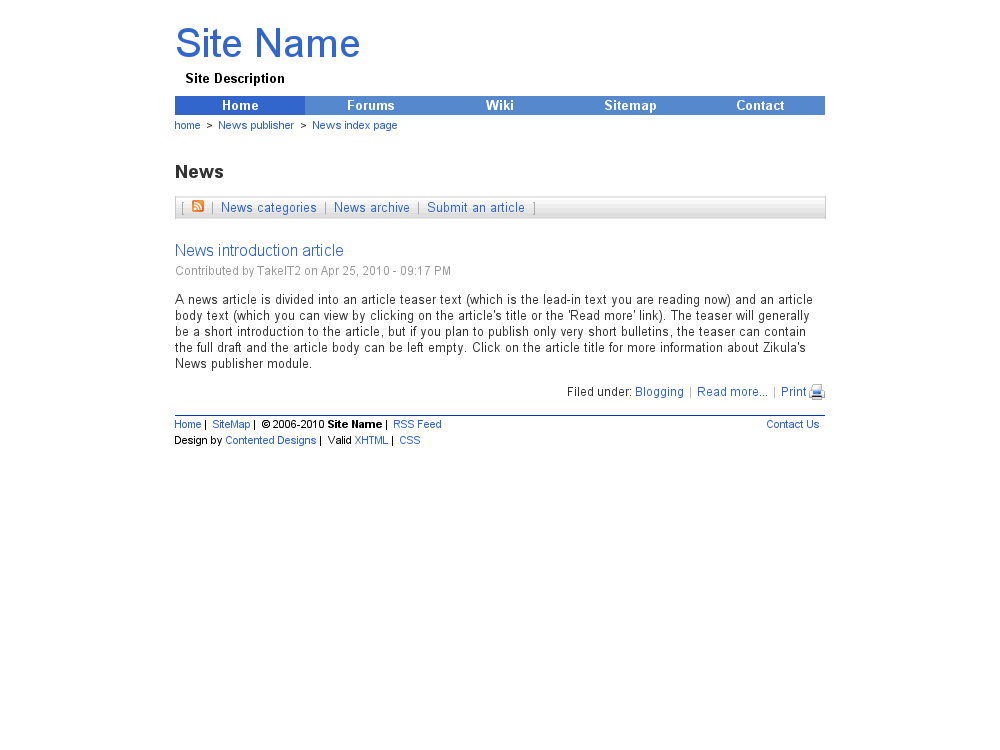 Site Name
Site Description
Home Forums Wiki Sitemap Contact
home > News publisher > News index page
News
[ | News categories | News archive | Submit an article ]
News introduction article
Contributed by TakeIT2 on Apr 25, 2010 - 09:17 PM
A news article is divided into an article teaser text (which is the lead-in text you are reading now) and an article
body text (which you can view by clicking on the article's title or the 'Read more' link). The teaser will generally
be a short introduction to the article, but if you plan to publish only very short bulletins, the teaser can contain
the full draft and the article body can be left empty. Click on the article title for more information about Zikula's
News publisher module.
Filed under: Blogging | Read more... | Print
Home | SiteMap | © 2006-2010 Site Name | RSS Feed Contact Us
Design by Contented Designs | Valid XHTML | CSS